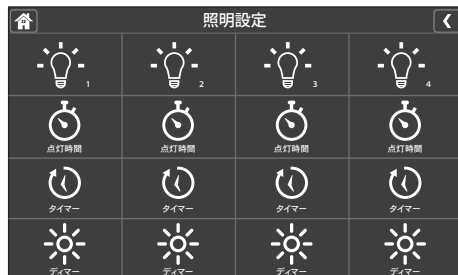 照明設定
1 2 3 4
点灯時間 点灯時間 点灯時間 点灯時間
タイマー タイマー タイマー タイマー
ディマー ディマー ディマー ディマー